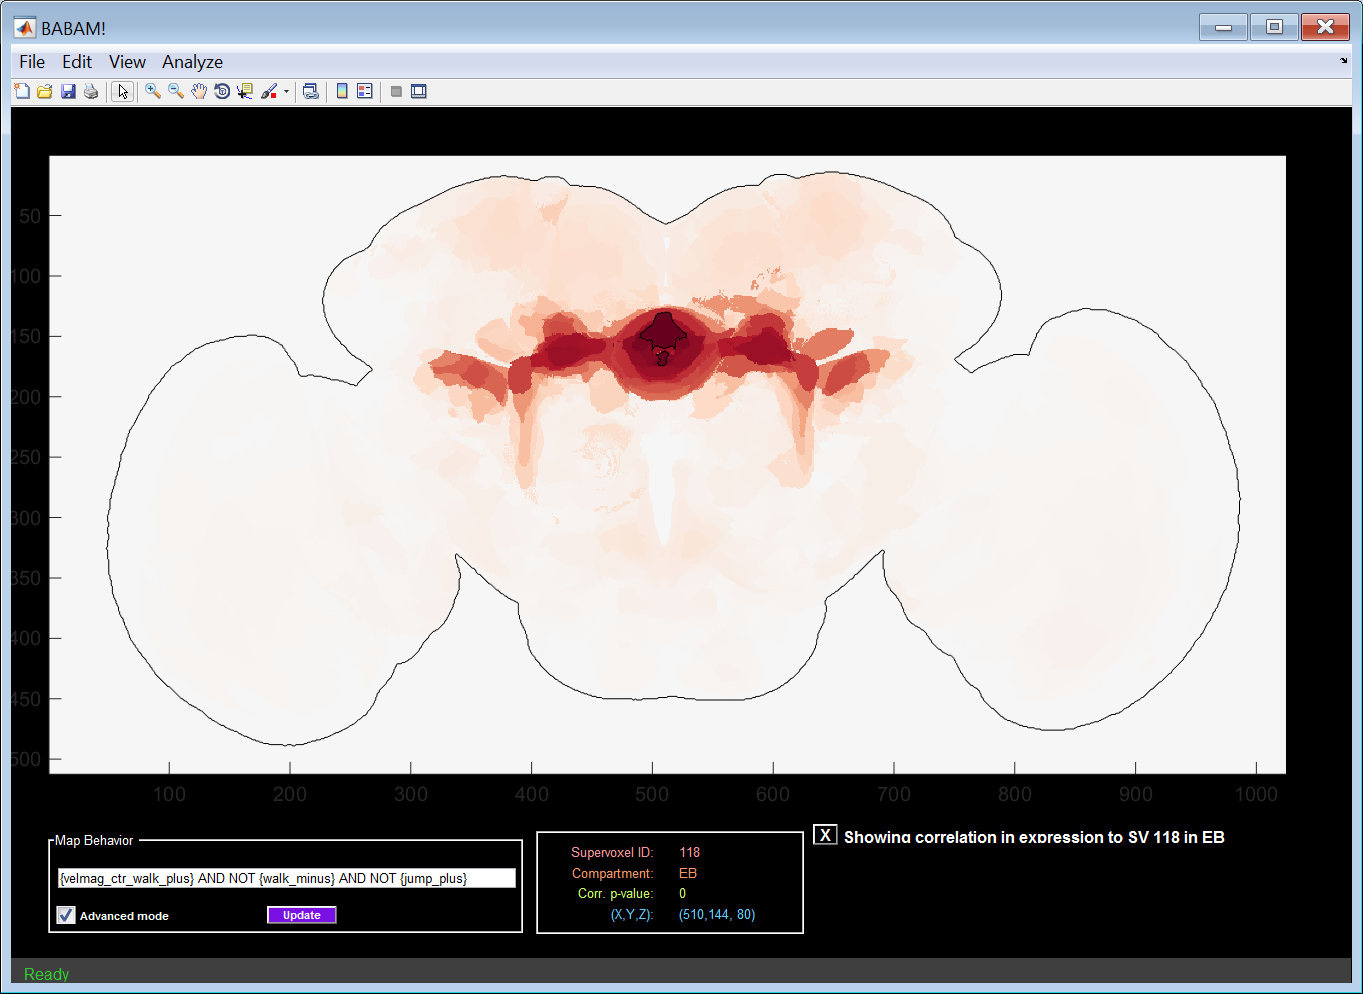 BABAM!
File Edit View Analyze
50
100
150
200
250
300
350
400
450
500
100 200 300 400 500 600 700 800 900 1000
Map Behavior
{velmag_ctr_walk_plus} AND NOT {walk_minus} AND NOT {jump_plus}
Advanced mode
Update
Supervoxel ID: 118
Compartment: EB
Corr. p-value: 0
(X,Y,Z): (510,144, 80)
X Showing correlation in expression to SV 118 in EB
Ready